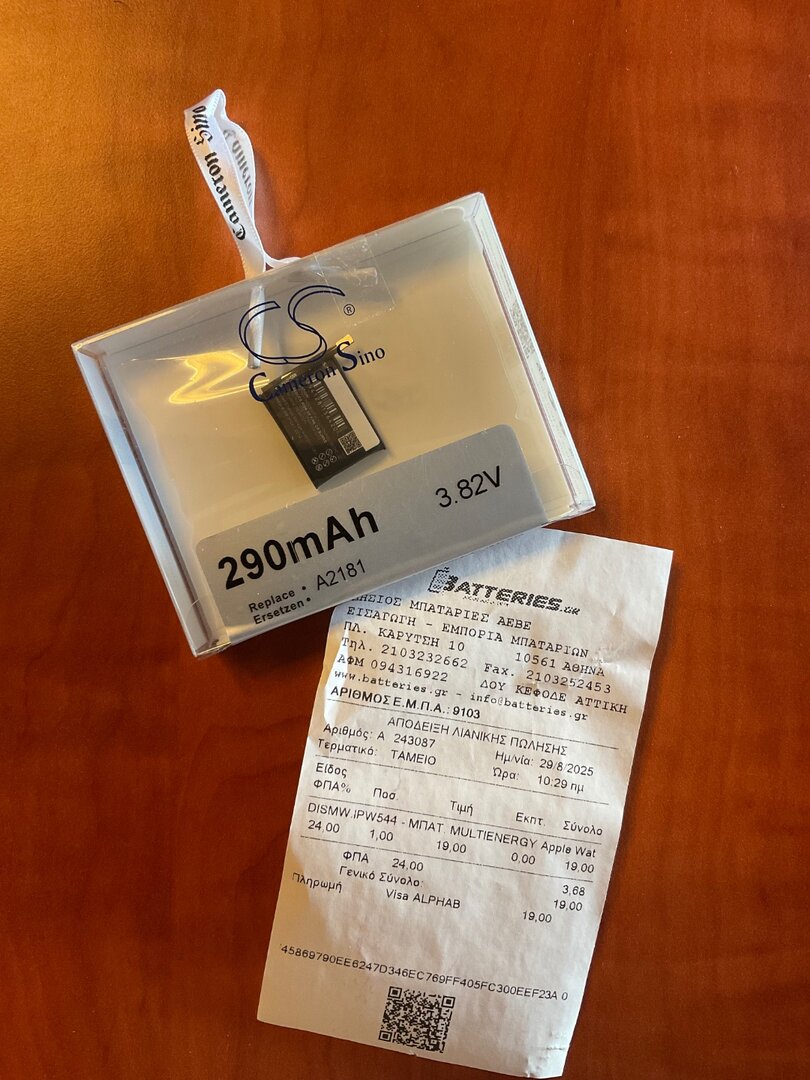 Cameron Sino
CS®
Cameron Sino
290mAh 3.82V
Replace • A2181
Ersetzen •
BATTERIES.GR
ΜΠΑΤΑΡΙΕΣ ΑΕΒΕ
ΕΙΣΑΓΩΓΗ - ΕΜΠΟΡΙΑ ΜΠΑΤΑΡΙΩΝ
ΠΛ. ΚΑΡΥΤΣΗ 10 10561 ΑΘΗΝΑ
Τηλ. 2103232662 Fax. 2103252453
ΑΦΜ 094316922 ΔΟΥ ΚΕΦΟΔΕ ΑΤΤΙΚΗ
www.batteries.gr - info@batteries.gr
ΑΡΙΘΜΟΣ Ε.Μ.Π.Α.: 9103
ΑΠΟΔΕΙΞΗ ΛΙΑΝΙΚΗΣ ΠΩΛΗΣΗΣ
Αριθμός: Α 243087 Ημ/νία: 29/8/2025
Τερματικό: ΤΑΜΕΙΟ Ώρα: 10:29 πμ
Είδος
ΦΠΑ% Ποσ. Τιμή Εκπτ. Σύνολο
DISMW.IPW544 - ΜΠΑΤ. MULTIENERGY Apple Wat
24,00 1,00 19,00 0,00 19,00
ΦΠΑ 24,00 3,68
Γενικό Σύνολο: 19,00
Πληρωμή Visa ALPHAB 19,00
45869790EE6247D346EC769FF405FC300EEF23A 0